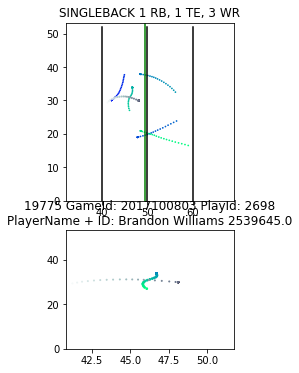 SINGLEBACK 1 RB, 1 TE, 3 WR
50
40
30
20
10
0
40 50 60
19775 GameId: 2017100803 PlayId: 2698
PlayerName + ID: Brandon Williams 2539645.0
40
20
0
42.5 45.0 47.5 50.0